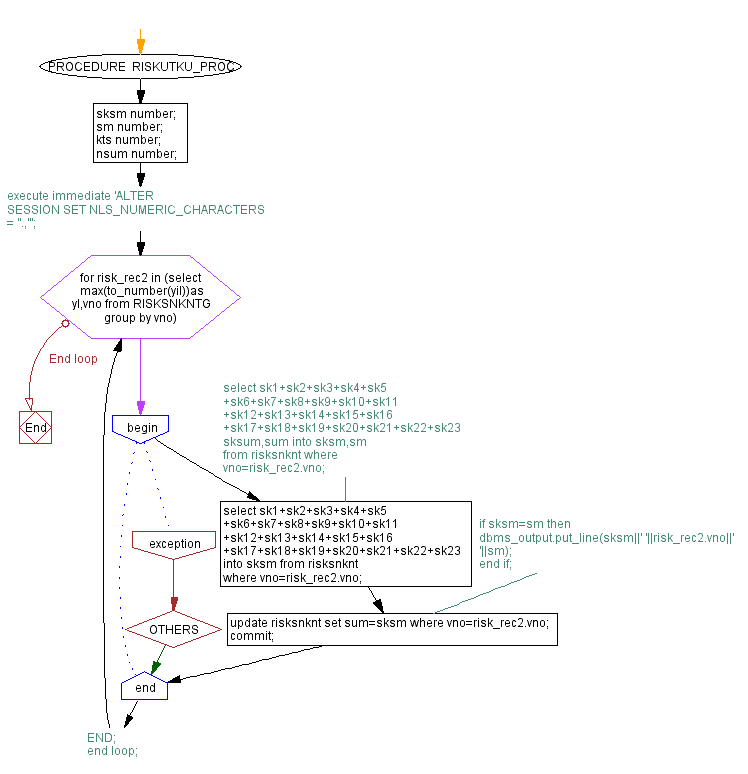 PROCEDURE RISKUTKU_PROC
sksm number;
sm number;
kts number;
nsum number;
execute immediate 'ALTER
SESSION SET NLS_NUMERIC_CHARACTERS
= ''.,''';
for risk_rec2 in (select
max(to_number(yil))as
yl,vno from RISKSNKNTG
group by vno)
End loop
End
begin
select sk1+sk2+sk3+sk4+sk5
+sk6+sk7+sk8+sk9+sk10+sk11
+sk12+sk13+sk14+sk15+sk16
+sk17+sk18+sk19+sk20+sk21+sk22+sk23
sksum,sum into sksm,sm
from risksnknt where
vno=risk_rec2.vno;
select sk1+sk2+sk3+sk4+sk5
+sk6+sk7+sk8+sk9+sk10+sk11
+sk12+sk13+sk14+sk15+sk16
+sk17+sk18+sk19+sk20+sk21+sk22+sk23
into sksm from risksnknt
where vno=risk_rec2.vno;
if sksm=sm then
dbms_output.put_line(sksm||' '||risk_rec2.vno||'
'||sm);
end if;
exception
OTHERS
update risksnknt set sum=sksm where vno=risk_rec2.vno;
commit;
end
END;
end loop;